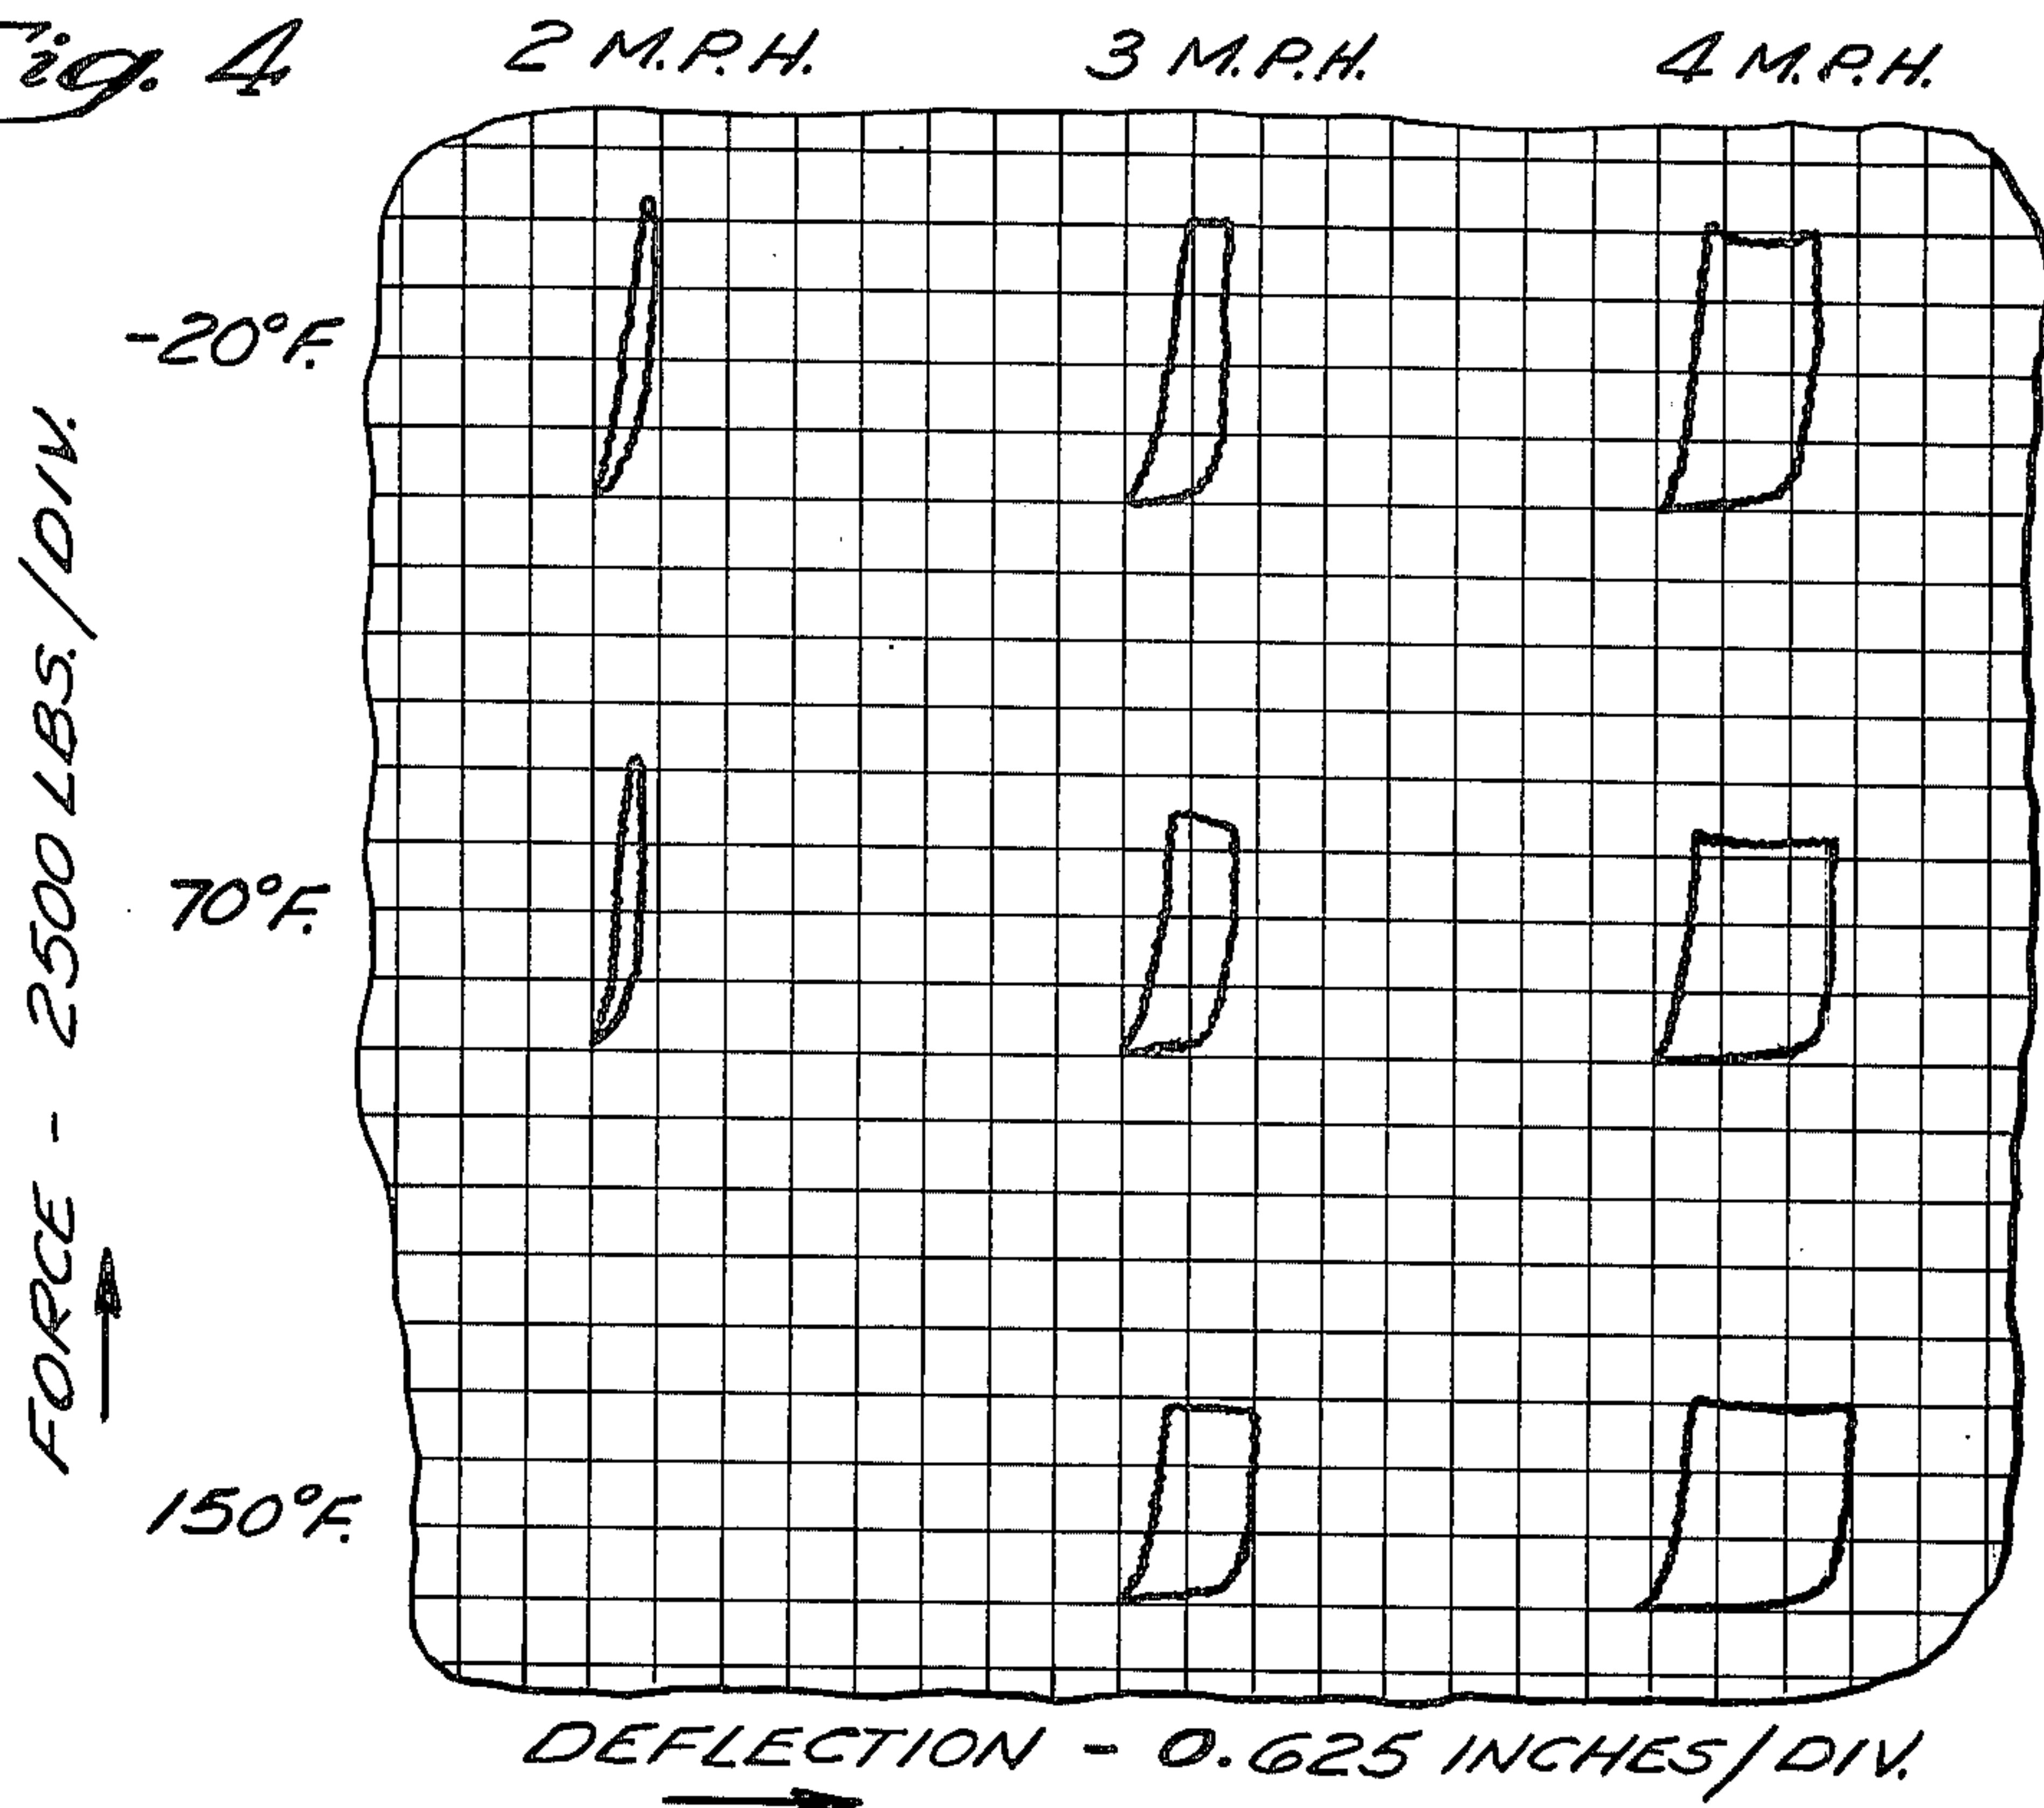 Fig. 4
2 M.P.H.
3 M.P.H.
4 M.P.H.
-20°F.
70°F.
150°F.
FORCE - 2500 LBS./DIV.
DEFLECTION - 0.625 INCHES/DIV.